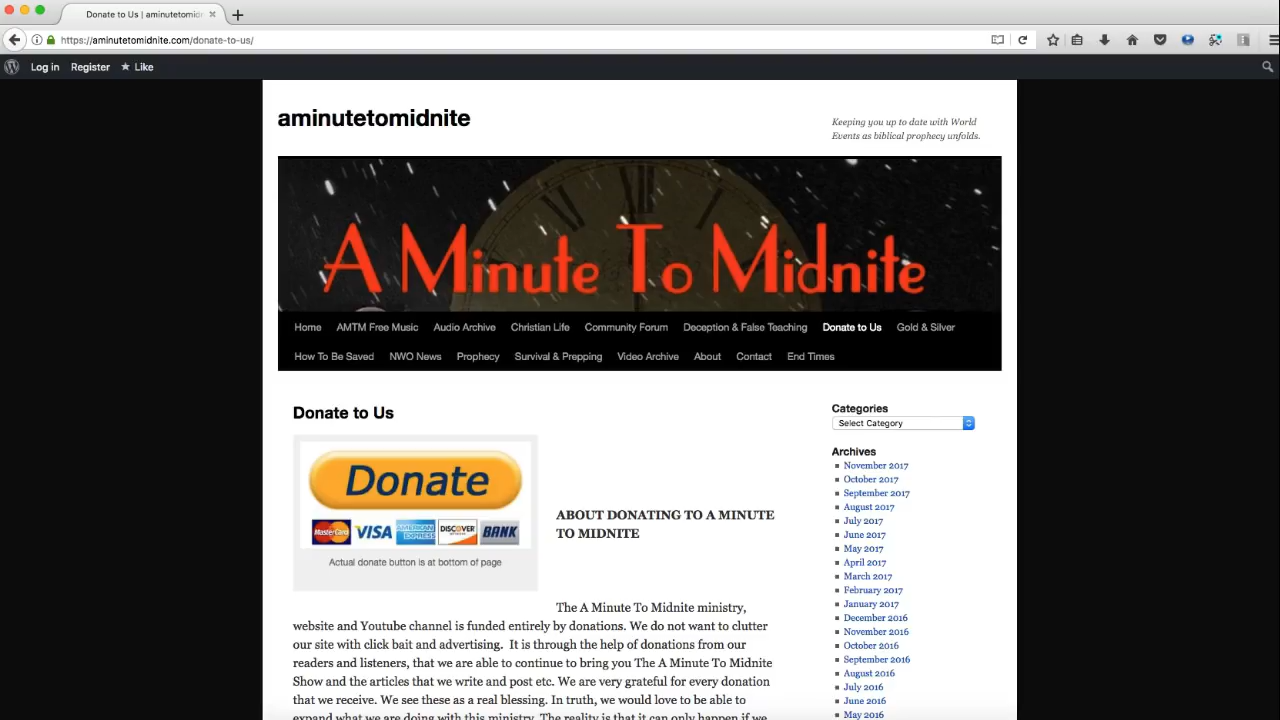 Donate to Us | aminutetomidn
https://aminutetomidnite.com/donate-to-us/
Log in Register Like
aminutetomidnite
Keeping you up to date with World
Events as biblical prophecy unfolds.
A Minute To Midnite
Home AMTM Free Music Audio Archive Christian Life Community Forum Deception & False Teaching Donate to Us Gold & Silver
How To Be Saved NWO News Prophecy Survival & Prepping Video Archive About Contact End Times
Donate to Us
Donate
MasterCard VISA AMERICAN EXPRESS DISCOVER BANK
Actual donate button is at bottom of page
ABOUT DONATING TO A MINUTE
TO MIDNITE
The A Minute To Midnite ministry,
website and Youtube channel is funded entirely by donations. We do not want to clutter
our site with click bait and advertising.  It is through the help of donations from our
readers and listeners, that we are able to continue to bring you The A Minute To Midnite
Show and the articles that we write and post etc. We are very grateful for every donation
that we receive. We see these as a real blessing. In truth, we would love to be able to
expand what we are doing with this ministry. The reality is that it can only happen if we
Categories
Select Category
Archives
November 2017
October 2017
September 2017
August 2017
July 2017
June 2017
May 2017
April 2017
March 2017
February 2017
January 2017
December 2016
November 2016
October 2016
September 2016
August 2016
July 2016
June 2016
May 2016